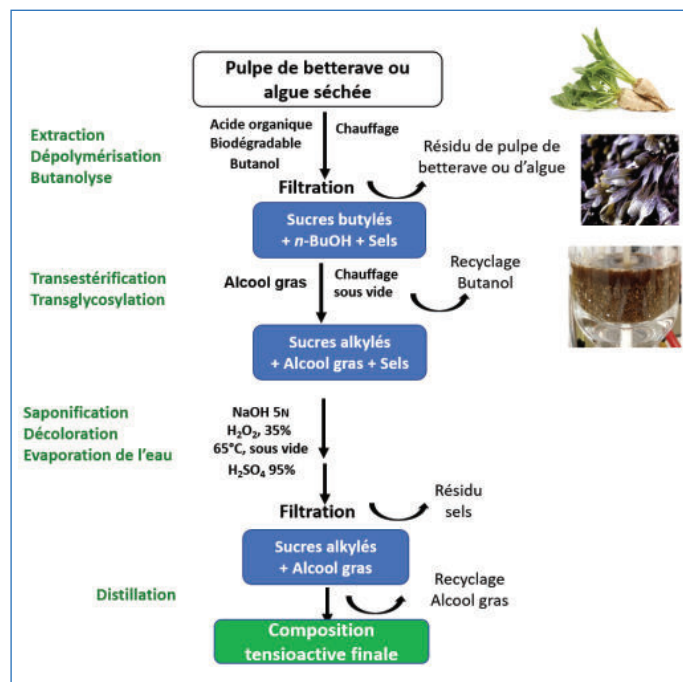 Pulpe de betterave ou
algue séchée
Extraction
Dépolymérisation
Butanolyse
Acide organique
Biodégradable
Butanol
Chauffage
Résidu de pulpe de
betterave ou d'algue
Filtration
Sucres butylés
+ n-BuOH + Sels
Transestérification
Transglycosylation
Alcool gras
Chauffage
sous vide
Recyclage
Butanol
Sucres alkylés
+ Alcool gras + Sels
Saponification
Décoloration
Evaporation de l'eau
NaOH 5N
H₂O₂, 35%
65°C, sous vide
H₂SO₄ 95%
Filtration
Résidu
sels
Sucres alkylés
+ Alcool gras
Distillation
Recyclage
Alcool gras
Composition
tensioactive finale